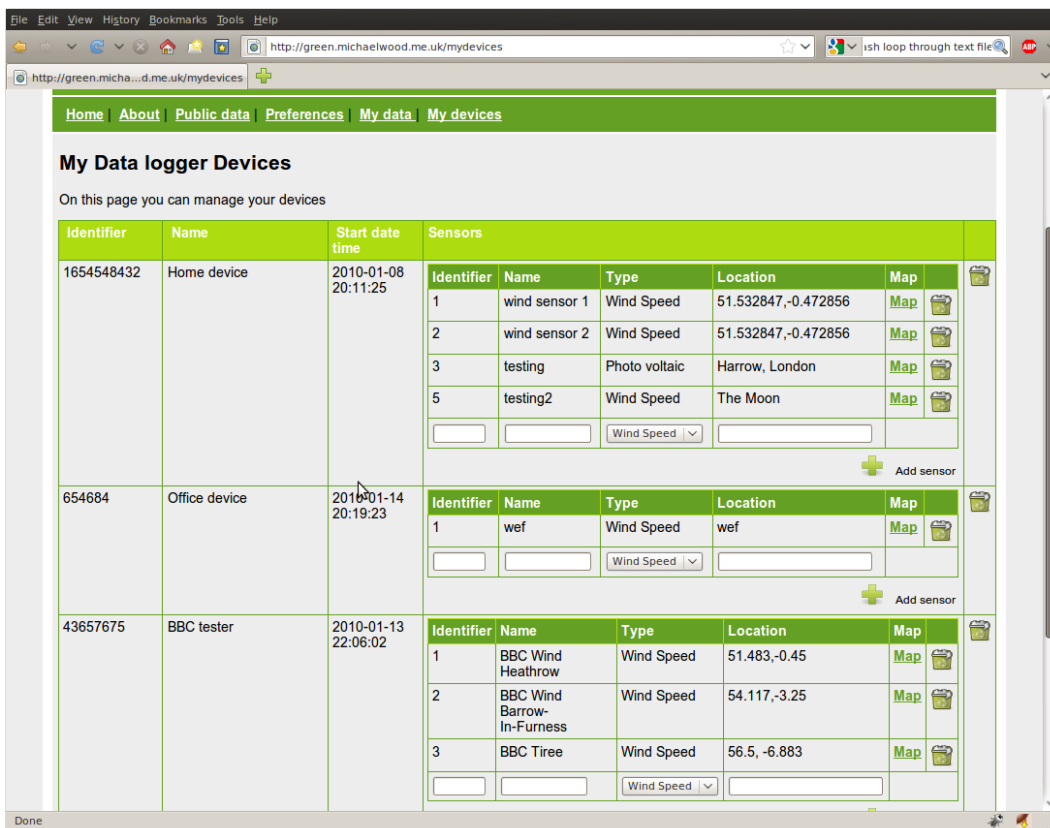 File Edit View History Bookmarks Tools Help
http://green.michaelwood.me.uk/mydevices
ash loop through text file
ABP
http://green.micha...d.me.uk/mydevices
Home | About | Public data | Preferences | My data | My devices
My Data logger Devices
On this page you can manage your devices
Identifier Name Start date time Sensors
1654548432 Home device 2010-01-08 20:11:25
Identifier Name Type Location Map
1 wind sensor 1 Wind Speed 51.532847,-0.472856 Map
2 wind sensor 2 Wind Speed 51.532847,-0.472856 Map
3 testing Photo voltaic Harrow, London Map
5 testing2 Wind Speed The Moon Map
Wind Speed
Add sensor
654684 Office device 2010-01-14 20:19:23
Identifier Name Type Location Map
1 wef Wind Speed wef Map
Wind Speed
Add sensor
43657675 BBC tester 2010-01-13 22:06:02
Identifier Name Type Location Map
1 BBC Wind Heathrow Wind Speed 51.483,-0.45 Map
2 BBC Wind Barrow-In-Furness Wind Speed 54.117,-3.25 Map
3 BBC Tiree Wind Speed 56.5, -6.883 Map
Wind Speed
Done